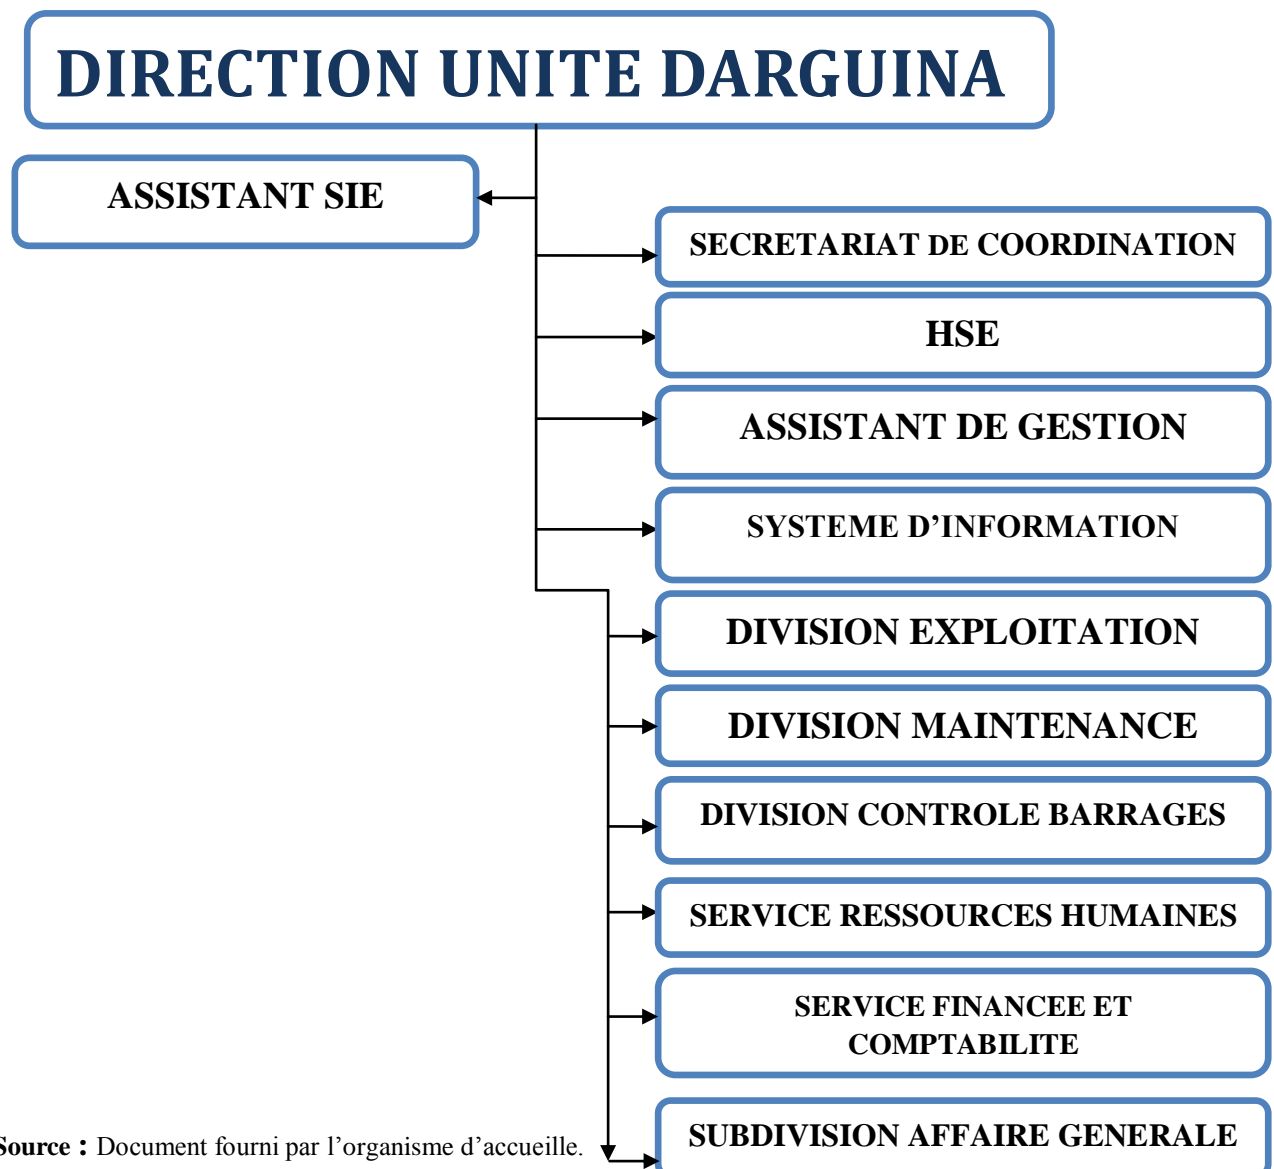 DIRECTION UNITE DARGUINA
ASSISTANT SIE
SECRETARIAT DE COORDINATION
HSE
ASSISTANT DE GESTION
SYSTEME D’INFORMATION
DIVISION EXPLOITATION
DIVISION MAINTENANCE
DIVISION CONTROLE BARRAGES
SERVICE RESSOURCES HUMAINES
SERVICE FINANCEE ET
COMPTABILITE
SUBDIVISION AFFAIRE GENERALE
Source : Document fourni par l’organisme d’accueille.